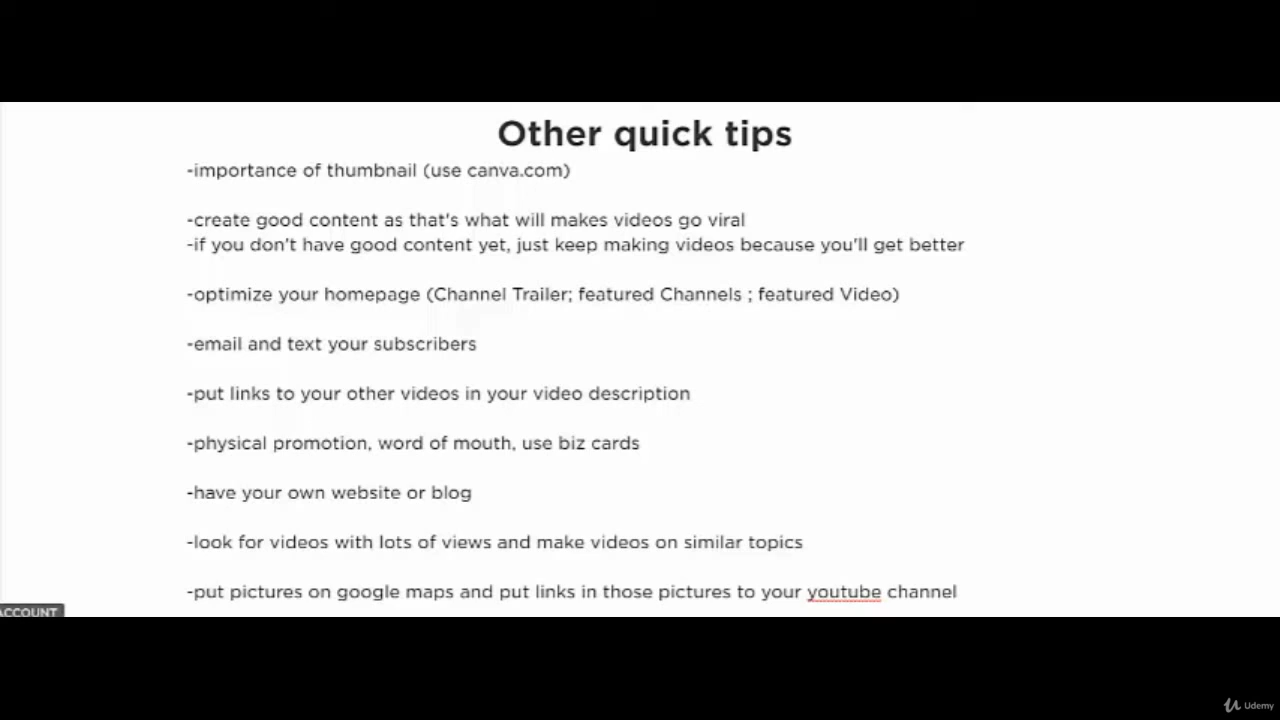 Other quick tips
-importance of thumbnail (use canva.com)
-create good content as that's what will makes videos go viral
-if you don't have good content yet, just keep making videos because you'll get better
-optimize your homepage (Channel Trailer; featured Channels ; featured Video)
-email and text your subscribers
-put links to your other videos in your video description
-physical promotion, word of mouth, use biz cards
-have your own website or blog
-look for videos with lots of views and make videos on similar topics
-put pictures on google maps and put links in those pictures to your youtube channel
ACCOUNT
Udemy